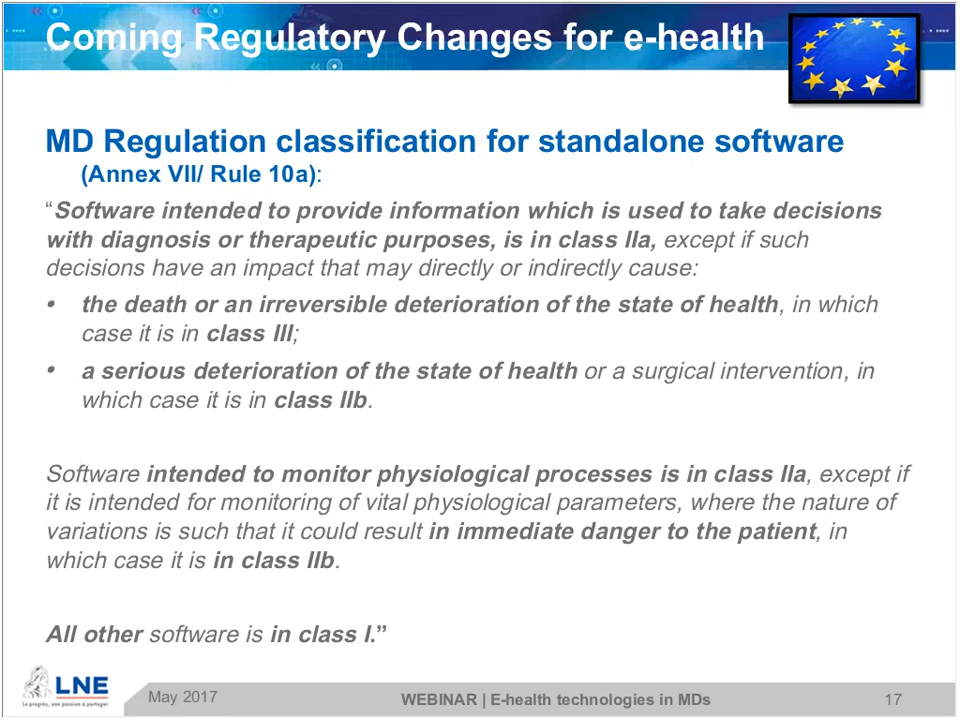 Coming Regulatory Changes for e-health
MD Regulation classification for standalone software
(Annex VII/ Rule 10a):
“Software intended to provide information which is used to take decisions
with diagnosis or therapeutic purposes, is in class IIa, except if such
decisions have an impact that may directly or indirectly cause:
• the death or an irreversible deterioration of the state of health, in which
case it is in class III;
• a serious deterioration of the state of health or a surgical intervention, in
which case it is in class IIb.
Software intended to monitor physiological processes is in class IIa, except if
it is intended for monitoring of vital physiological parameters, where the nature of
variations is such that it could result in immediate danger to the patient, in
which case it is in class IIb.
All other software is in class I.”
LNE
Le progrès, une passion à partager
May 2017
WEBINAR | E-health technologies in MDs
17